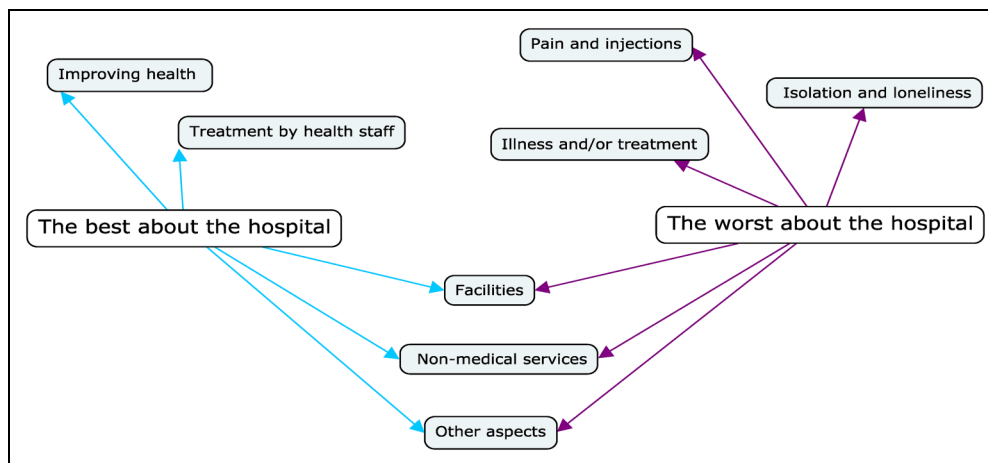 Pain and injections
Improving health
Isolation and loneliness
Treatment by health staff
Illness and/or treatment
The best about the hospital
The worst about the hospital
Facilities
Non-medical services
Other aspects